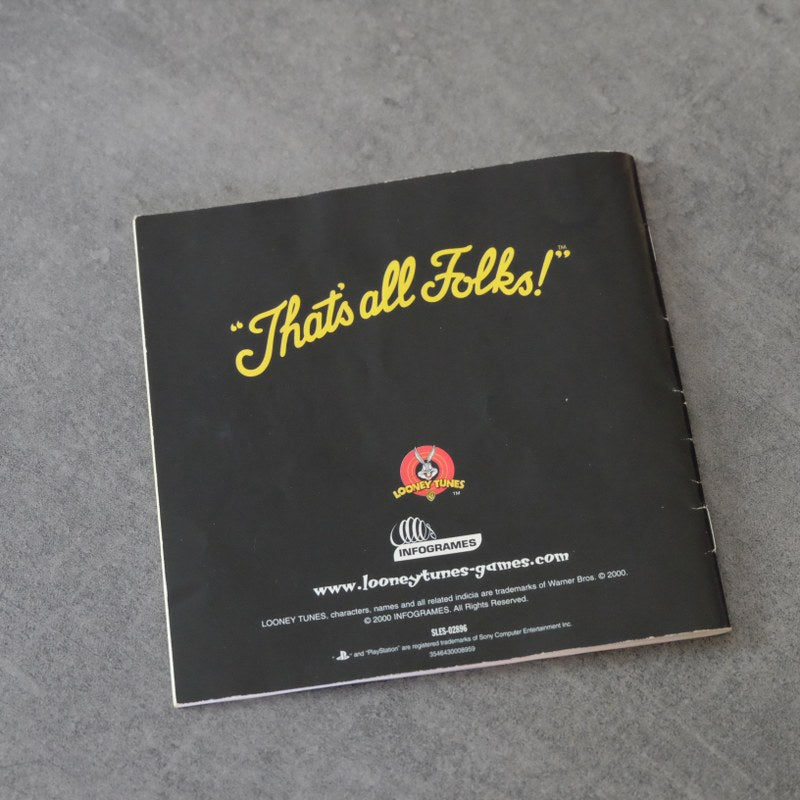 “That's all Folks!”™
LOONEY TUNES ™
INFOGRAMES
www.looneytunes-games.com
LOONEY TUNES, characters, names and all related indicia are trademarks of Warner Bros. © 2000.
© 2000 INFOGRAMES. All Rights Reserved.
SLES-02896
" " and "PlayStation" are registered trademarks of Sony Computer Entertainment Inc.
3546430008959